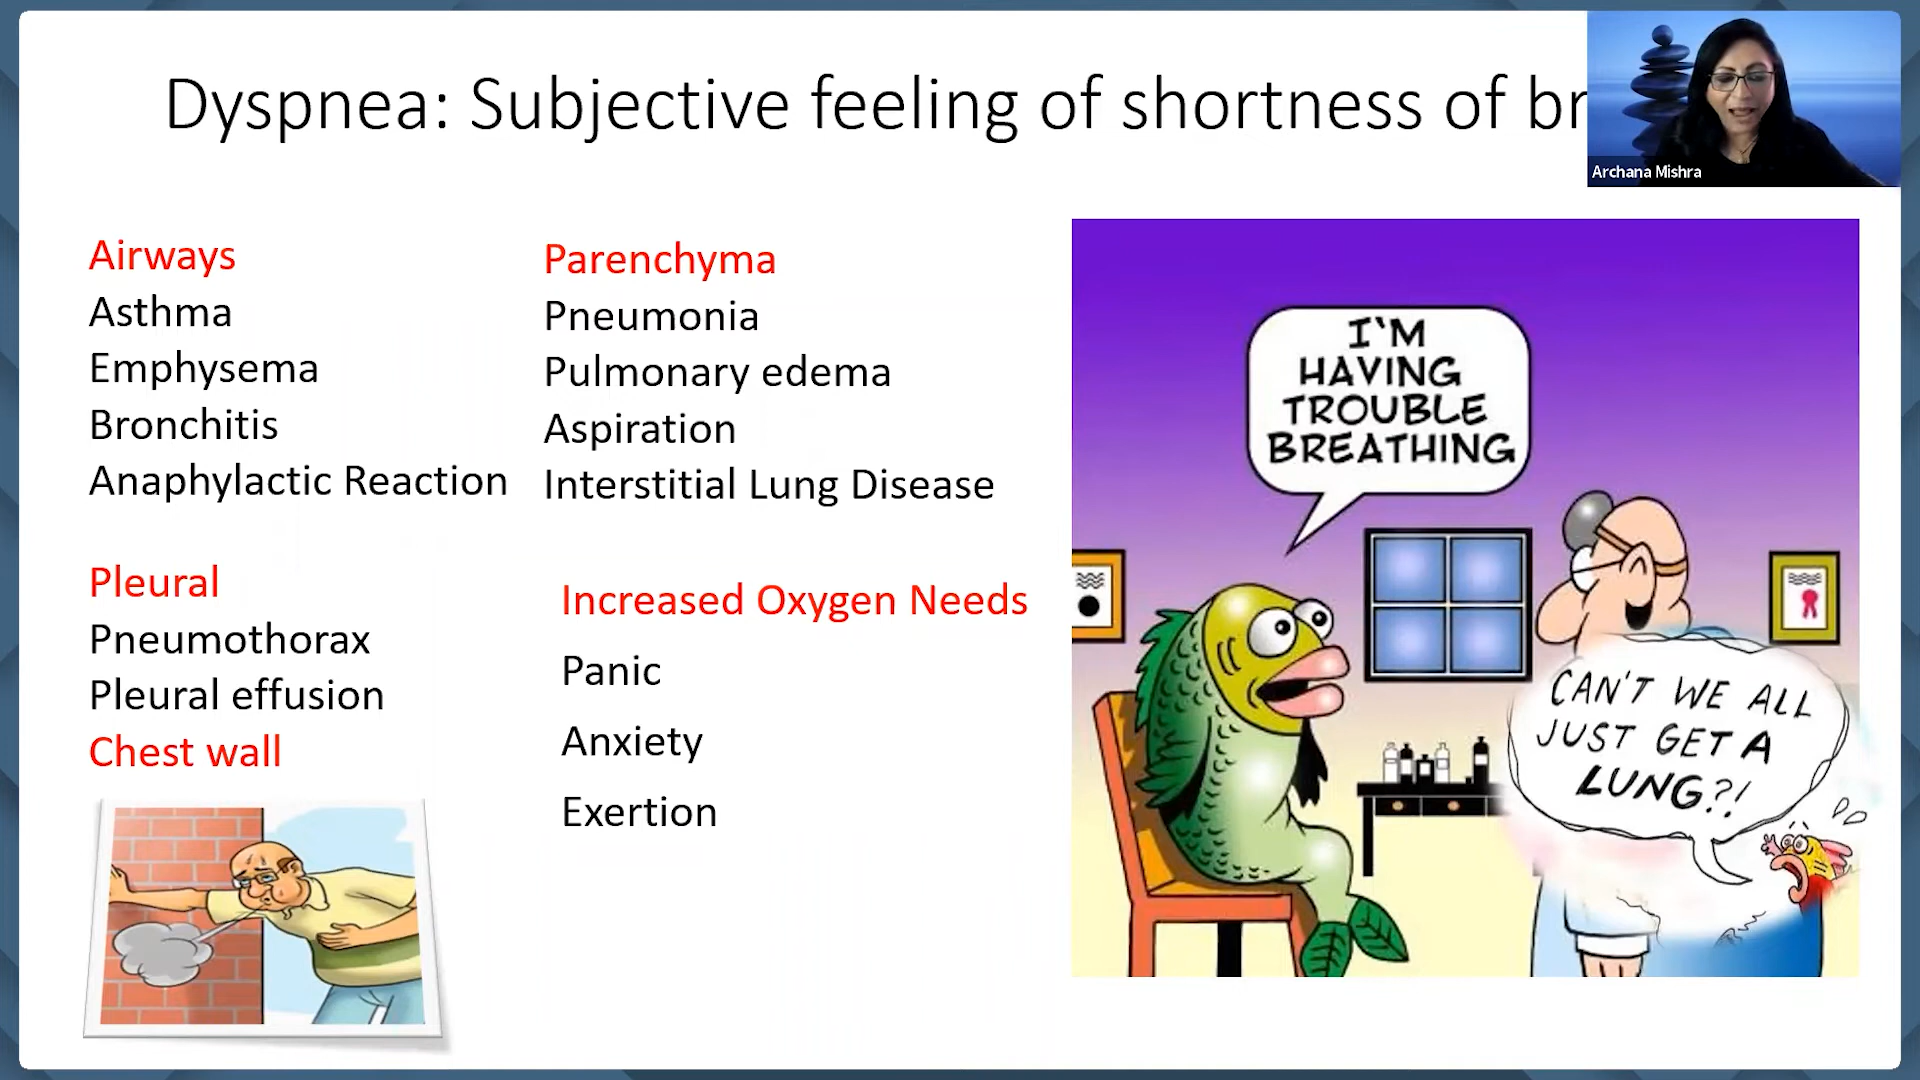 Dyspnea: Subjective feeling of shortness of br
Archana Mishra
Airways
Asthma
Emphysema
Bronchitis
Anaphylactic Reaction
Parenchyma
Pneumonia
Pulmonary edema
Aspiration
Interstitial Lung Disease
Pleural
Pneumothorax
Pleural effusion
Chest wall
Increased Oxygen Needs
Panic
Anxiety
Exertion
I'M
HAVING
TROUBLE
BREATHING
CAN'T WE ALL
JUST GET A
LUNG?!